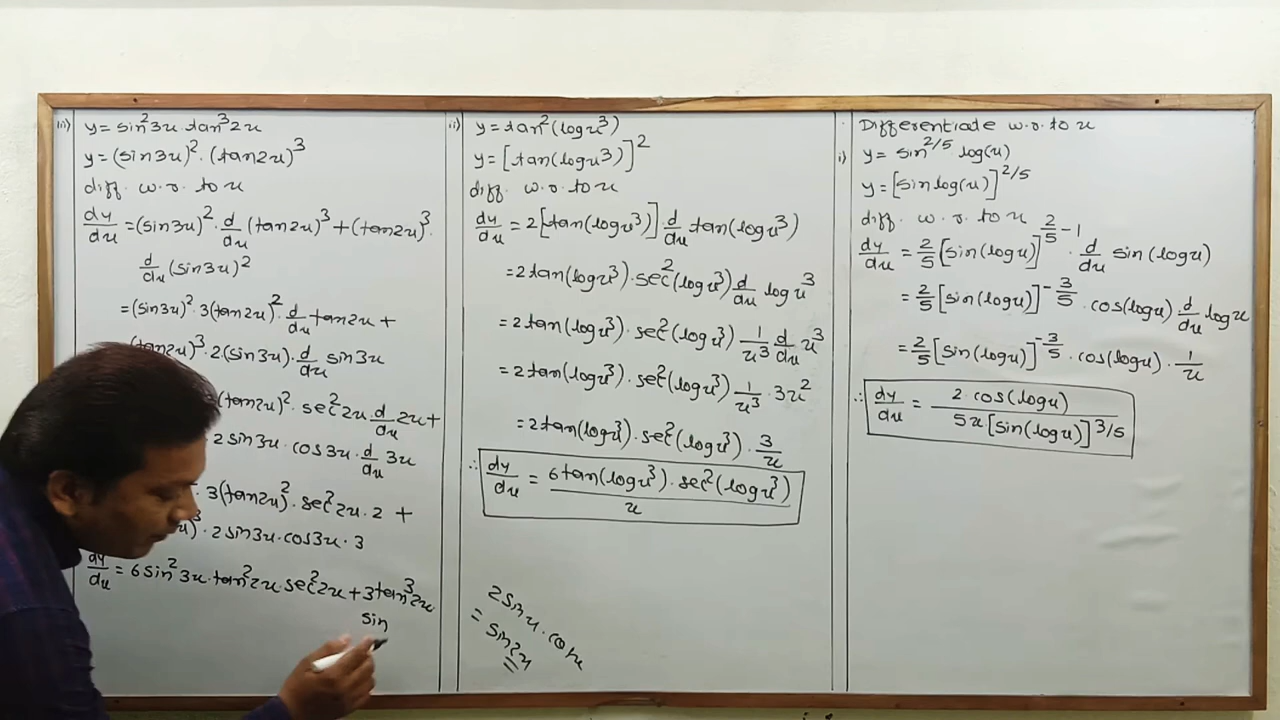 Differentiate w.r. to x
i) y = sin^2/5 log(x)
y = [sin log(x)]^2/5
diff. w.r. to x
dy/dx = 2/5 [sin(logx)]^(2/5 - 1) · d/dx sin(logx)
= 2/5 [sin(logx)]^(-3/5) · cos(logx) · d/dx logx
= 2/5 [sin(logx)]^(-3/5) · cos(logx) · 1/x
∴ dy/dx = 2·cos(logx) / 5x[sin(logx)]^3/5
ii) y = tan²(logx³)
y = [tan(logx³)]²
diff. w.r. to x
dy/dx = 2[tan(logx³)] · d/dx tan(logx³)
= 2tan(logx³) · sec²(logx³) d/dx logx³
= 2tan(logx³) · sec²(logx³) · 1/x³ d/dx x³
= 2tan(logx³) · sec²(logx³) 1/x³ · 3x²
= 2tan(logx³) · sec²(logx³) · 3/x
∴ dy/dx = 6tan(logx³) · sec²(logx³) / x
2sinx · cosx
= sin2x
iii) y = sin²3x tan³2x
y = (sin3x)² · (tan2x)³
diff. w.r. to x
dy/dx = (sin3x)² · d/dx (tan2x)³ + (tan2x)³ ·
d/dx (sin3x)²
= (sin3x)² · 3(tan2x)² · d/dx tan2x +
(tan2x)³ · 2(sin3x) · d/dx sin3x
(tan2x)² · sec²2x · d/dx 2x +
2sin3x · cos3x · d/dx 3x
· 3(tan2x)² · sec²2x · 2 +
x)³ · 2sin3x · cos3x · 3
dy/dx = 6sin²3x · tan²2x sec²2x + 3tan³2x
sin